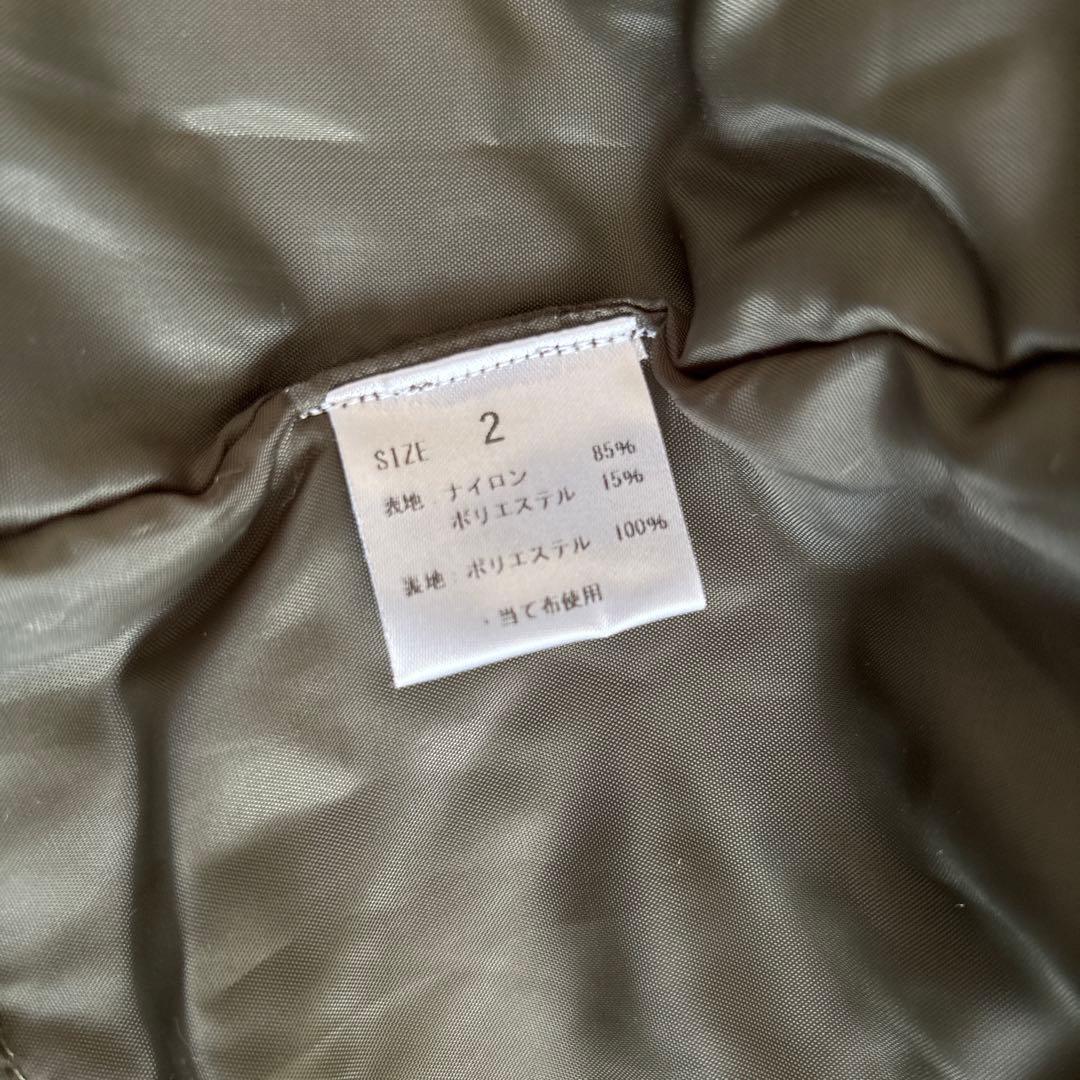 SIZE 2
表地 ナイロン 85%
ポリエステル 15%
裏地 ポリエステル 100%
・当て布使用